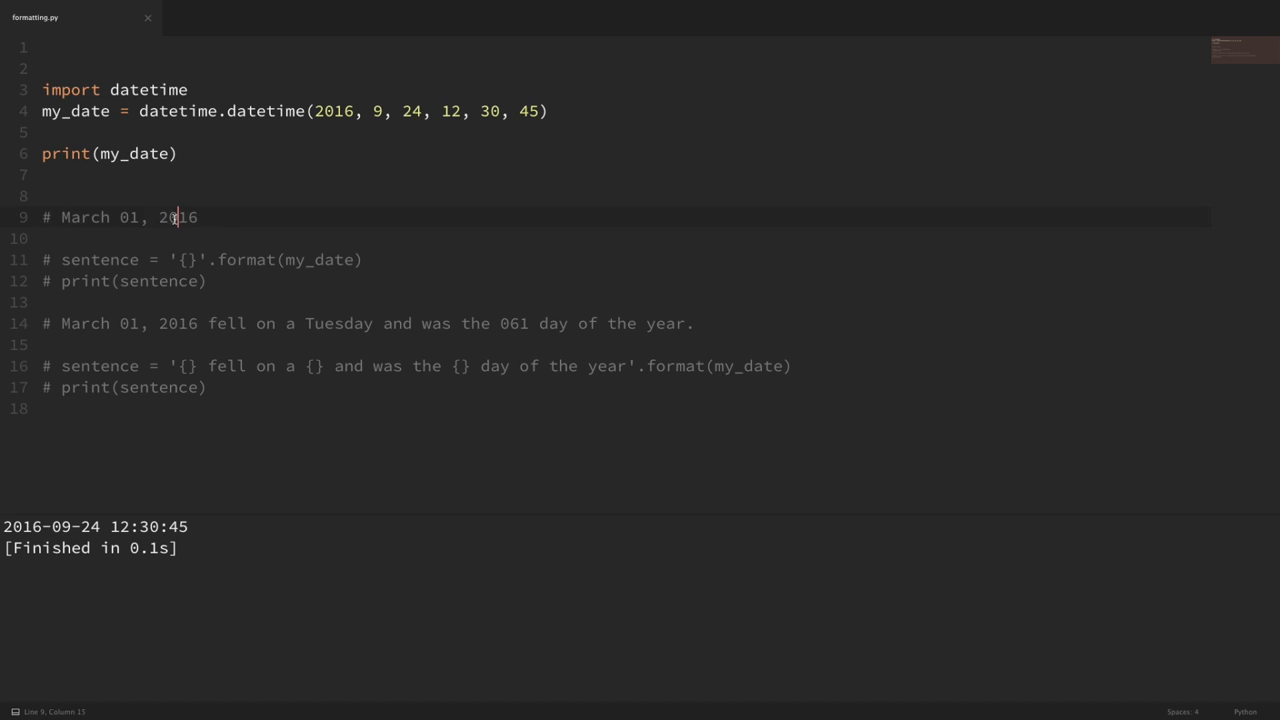 formatting.py
1
2
3 import datetime
4 my_date = datetime.datetime(2016, 9, 24, 12, 30, 45)
5
6 print(my_date)
7
8
9 # March 01, 2016
10
11 # sentence = '{}'.format(my_date)
12 # print(sentence)
13
14 # March 01, 2016 fell on a Tuesday and was the 061 day of the year.
15
16 # sentence = '{} fell on a {} and was the {} day of the year'.format(my_date)
17 # print(sentence)
18
2016-09-24 12:30:45
[Finished in 0.1s]
Line 9, Column 15 Spaces: 4 Python